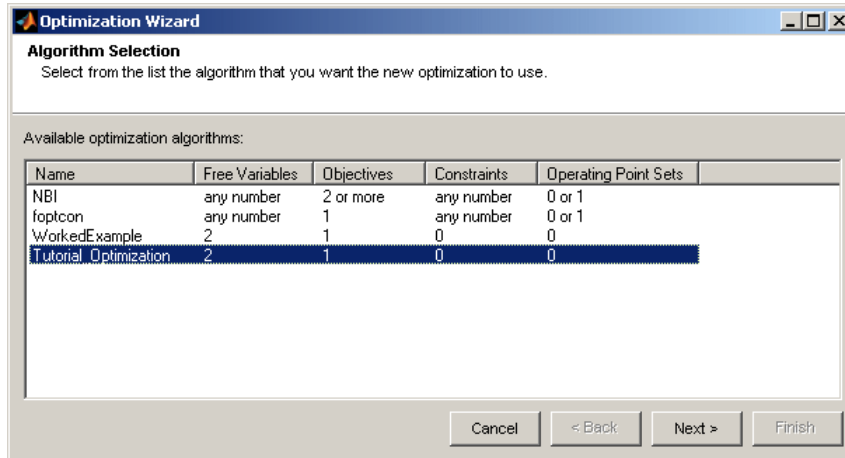 Optimization Wizard
Algorithm Selection
Select from the list the algorithm that you want the new optimization to use.
Available optimization algorithms:
Name Free Variables Objectives Constraints Operating Point Sets
NBI any number 2 or more any number 0 or 1
foptcon any number 1 any number 0 or 1
WorkedExample 2 1 0 0
Tutorial_Optimization 2 1 0 0
Cancel < Back Next > Finish